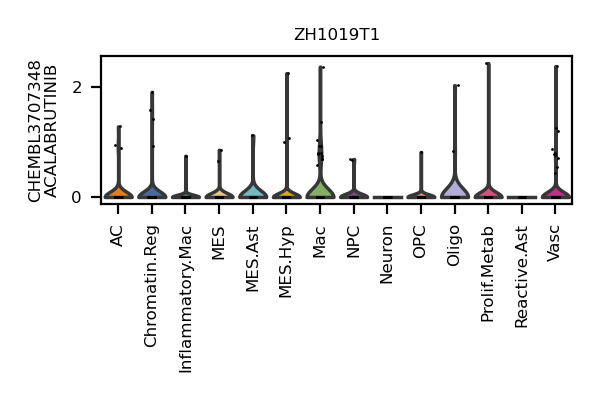 ZH1019T1
CHEMBL3707348
ACALABRUTINIB
2
0
AC
Chromatin.Reg
Inflammatory.Mac
MES
MES.Ast
MES.Hyp
Mac
NPC
Neuron
OPC
Oligo
Prolif.Metab
Reactive.Ast
Vasc